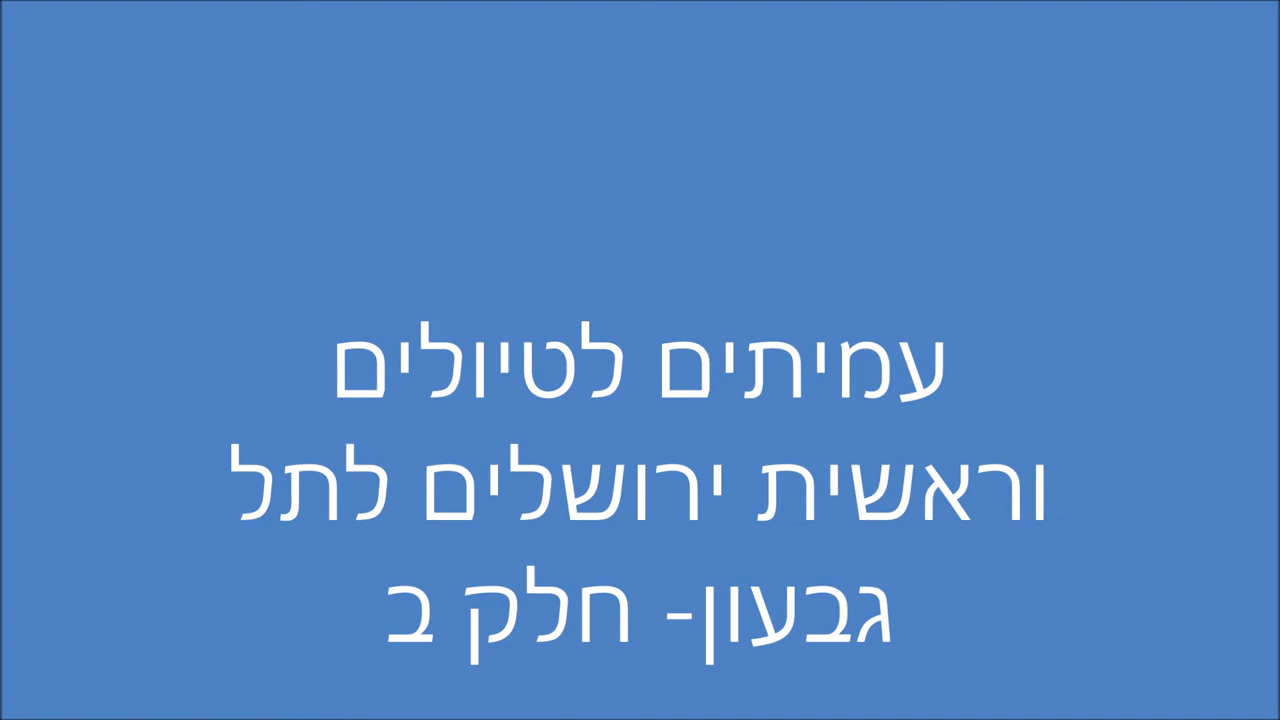 עמיתים לטיולים
וראשית ירושלים לתל
גבעון- חלק ב